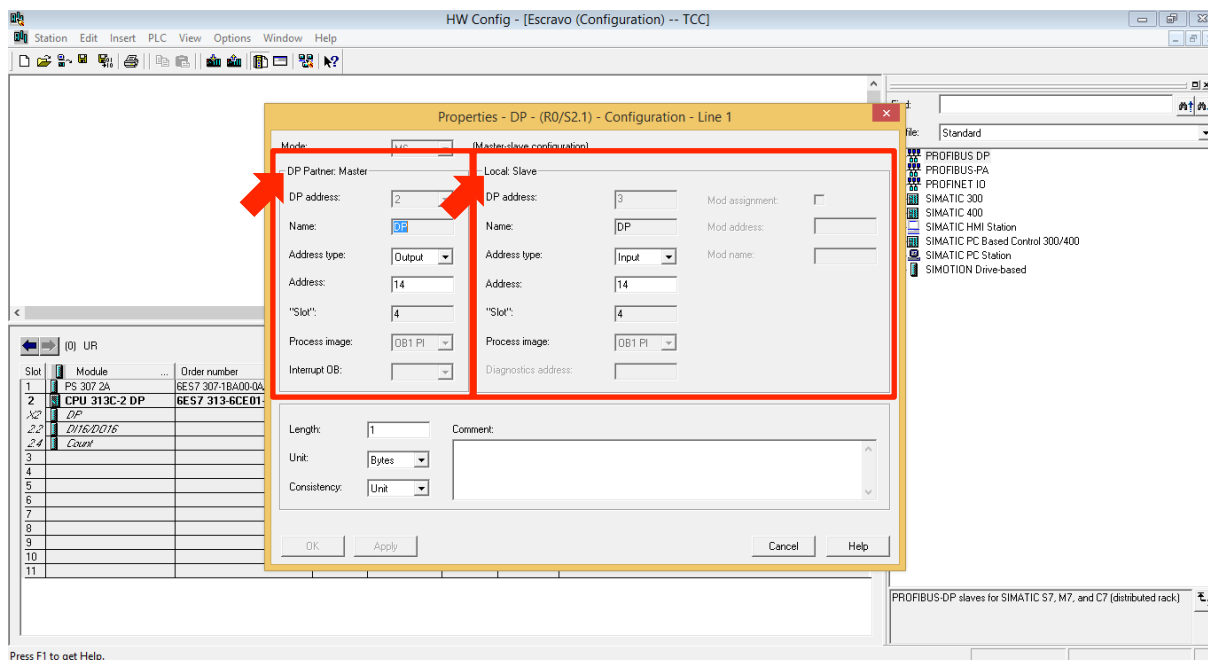 HW Config - [Escravo (Configuration) -- TCC]
Station Edit Insert PLC View Options Window Help
Properties - DP - (R0/S2.1) - Configuration - Line 1
Mode: MS (Master-slave configuration)
DP Partner: Master
DP address: 2
Name: DP
Address type: Output
Address: 14
"Slot": 4
Process image: OB1 PI
Interrupt OB:
Local: Slave
DP address: 3
Name: DP
Address type: Input
Address: 14
"Slot": 4
Process image: OB1 PI
Diagnostics address:
Mod assignment:
Mod address:
Mod name:
Length: 1
Unit: Bytes
Consistency: Unit
Comment:
OK Apply Cancel Help
Standard
PROFIBUS DP
PROFIBUS-PA
PROFINET IO
SIMATIC 300
SIMATIC 400
SIMATIC HMI Station
SIMATIC PC Based Control 300/400
SIMATIC PC Station
SIMOTION Drive-based
(0) UR
Slot Module ... Order number
1 PS 307 2A 6ES7 307-1BA00-0A
2 CPU 313C-2 DP 6ES7 313-6CE01-
X2 DP
2.2 DI16/DO16
2.4 Count
3
4
5
6
7
8
9
10
11
PROFIBUS-DP slaves for SIMATIC S7, M7, and C7 (distributed rack)
Press F1 to get Help.